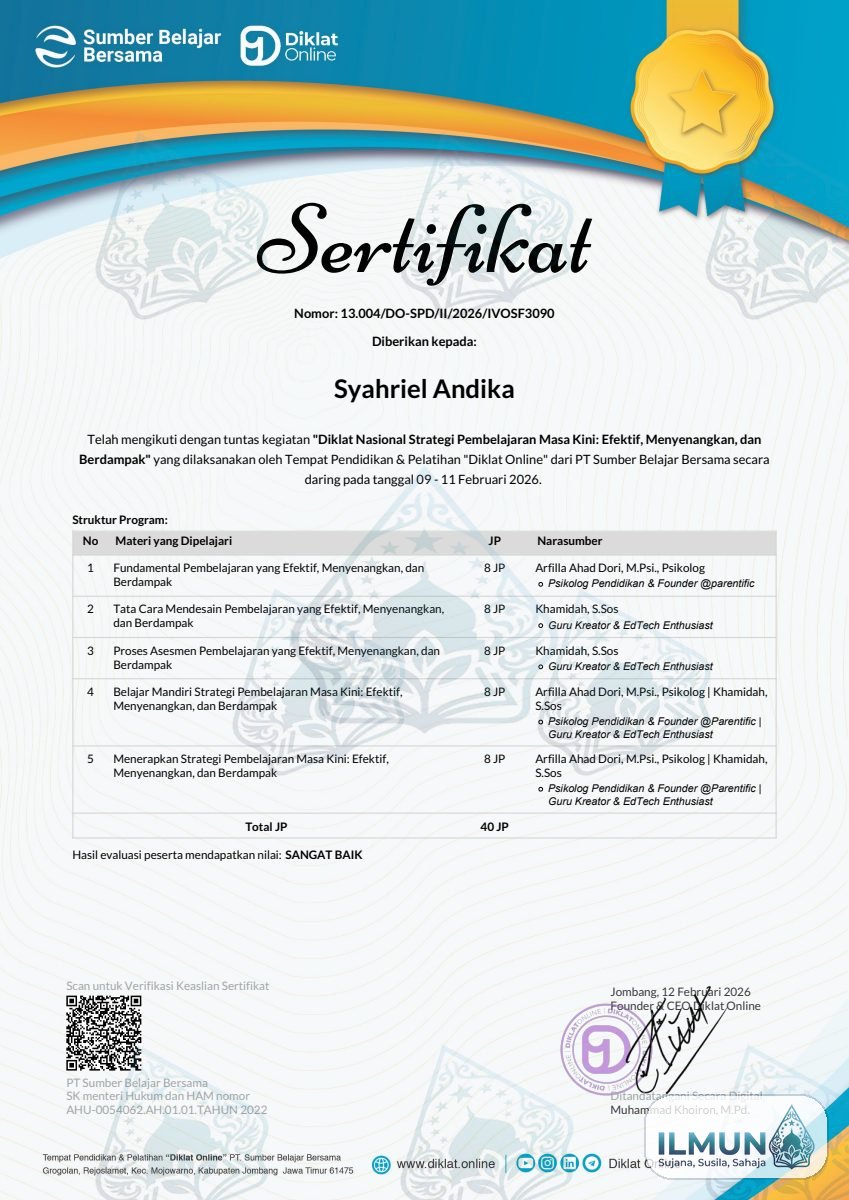 Sumber Belajar
Bersama
Diklat
Online
Sertifikat
Nomor: 13.004/DO-SPD/II/2026/IVOSF3090
Diberikan kepada:
Syahriel Andika
Telah mengikuti dengan tuntas kegiatan "Diklat Nasional Strategi Pembelajaran Masa Kini: Efektif, Menyenangkan, dan
Berdampak" yang dilaksanakan oleh Tempat Pendidikan & Pelatihan "Diklat Online" dari PT Sumber Belajar Bersama secara
daring pada tanggal 09 - 11 Februari 2026.
Struktur Program:
No Materi yang Dipelajari JP Narasumber
1 Fundamental Pembelajaran yang Efektif, Menyenangkan, dan 8 JP Arfilla Ahad Dori, M.Psi., Psikolog
Berdampak Psikolog Pendidikan & Founder @parentific
2 Tata Cara Mendesain Pembelajaran yang Efektif, Menyenangkan, 8 JP Khamidah, S.Sos
dan Berdampak Guru Kreator & EdTech Enthusiast
3 Proses Asesmen Pembelajaran yang Efektif, Menyenangkan, dan 8 JP Khamidah, S.Sos
Berdampak Guru Kreator & EdTech Enthusiast
4 Belajar Mandiri Strategi Pembelajaran Masa Kini: Efektif, 8 JP Arfilla Ahad Dori, M.Psi., Psikolog | Khamidah,
Menyenangkan, dan Berdampak S.Sos
Psikolog Pendidikan & Founder @Parentific |
Guru Kreator & EdTech Enthusiast
5 Menerapkan Strategi Pembelajaran Masa Kini: Efektif, 8 JP Arfilla Ahad Dori, M.Psi., Psikolog | Khamidah,
Menyenangkan, dan Berdampak S.Sos
Psikolog Pendidikan & Founder @Parentific |
Guru Kreator & EdTech Enthusiast
Total JP 40 JP
Hasil evaluasi peserta mendapatkan nilai: SANGAT BAIK
Scan untuk Verifikasi Keaslian Sertifikat
PT Sumber Belajar Bersama
SK menteri Hukum dan HAM nomor
AHU-0054062.AH.01.01.TAHUN 2022
Jombang, 12 Februari 2026
Founder & CEO Diklat Online
DIKLATONLINE | DIKLATONLINE | DIKLATONLINE
Ditandatangani Secara Digital
Muhammad Khoiron, M.Pd.
Tempat Pendidikan & Pelatihan "Diklat Online" PT. Sumber Belajar Bersama
Grogolan, Rejoslamet, Kec. Mojowarno, Kabupaten Jombang Jawa Timur 61475
www.diklat.online
Diklat
ILMUN
Sujana, Susila, Sahaja